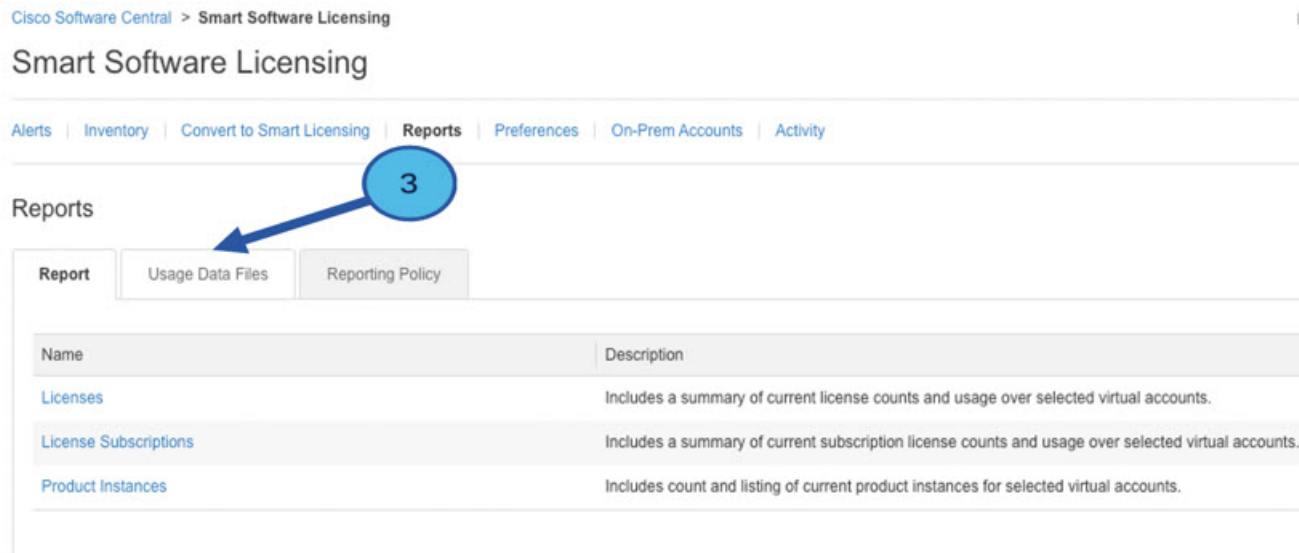 Cisco Software Central > Smart Software Licensing
Smart Software Licensing
Alerts | Inventory | Convert to Smart Licensing | Reports | Preferences | On-Prem Accounts | Activity
3
Reports
Report Usage Data Files Reporting Policy
Name Description
Licenses Includes a summary of current license counts and usage over selected virtual accounts.
License Subscriptions Includes a summary of current subscription license counts and usage over selected virtual accounts.
Product Instances Includes count and listing of current product instances for selected virtual accounts.